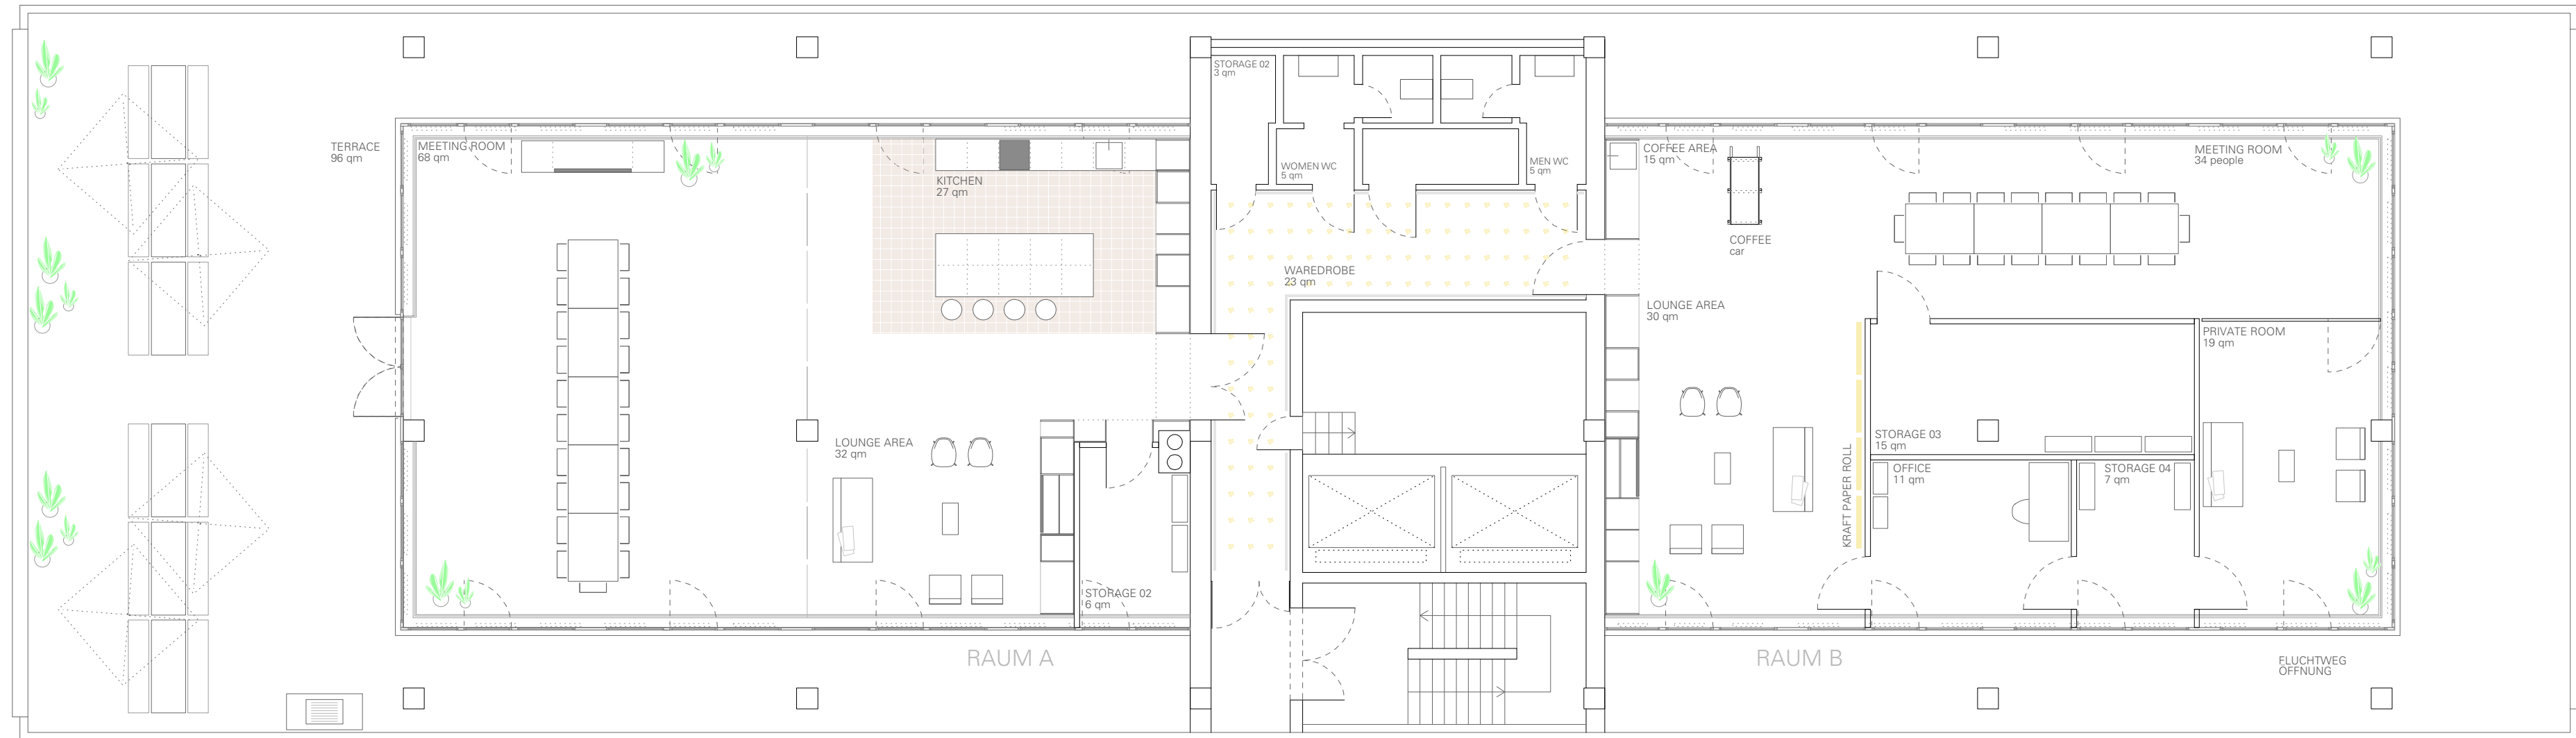 TERRACE
96 qm
MEETING ROOM
68 qm
KITCHEN
27 qm
LOUNGE AREA
32 qm
STORAGE 02
6 qm
STORAGE 02
3 qm
WOMEN WC
5 qm
MEN WC
5 qm
WAREDROBE
23 qm
COFFEE AREA
15 qm
COFFEE
car
LOUNGE AREA
30 qm
MEETING ROOM
34 people
PRIVATE ROOM
19 qm
KRAFT PAPER ROLL
STORAGE 03
15 qm
OFFICE
11 qm
STORAGE 04
7 qm
RAUM A
RAUM B
FLUCHTWEG
ÖFFNUNG